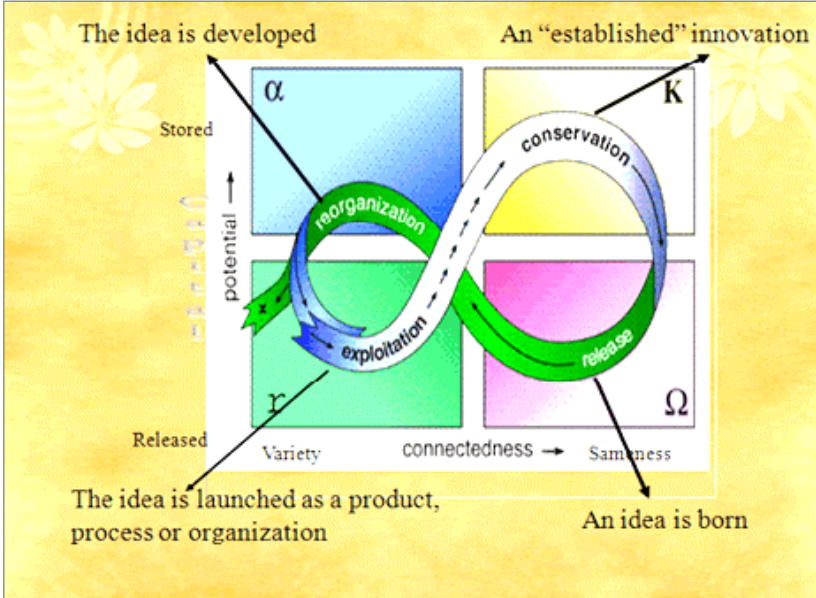 The idea is developed
An “established” innovation
α
K
Stored
conservation
reorganization
potential →
exploitation
release
x
r
Ω
Released
Variety
connectedness →
Sameness
The idea is launched as a product,
process or organization
An idea is born